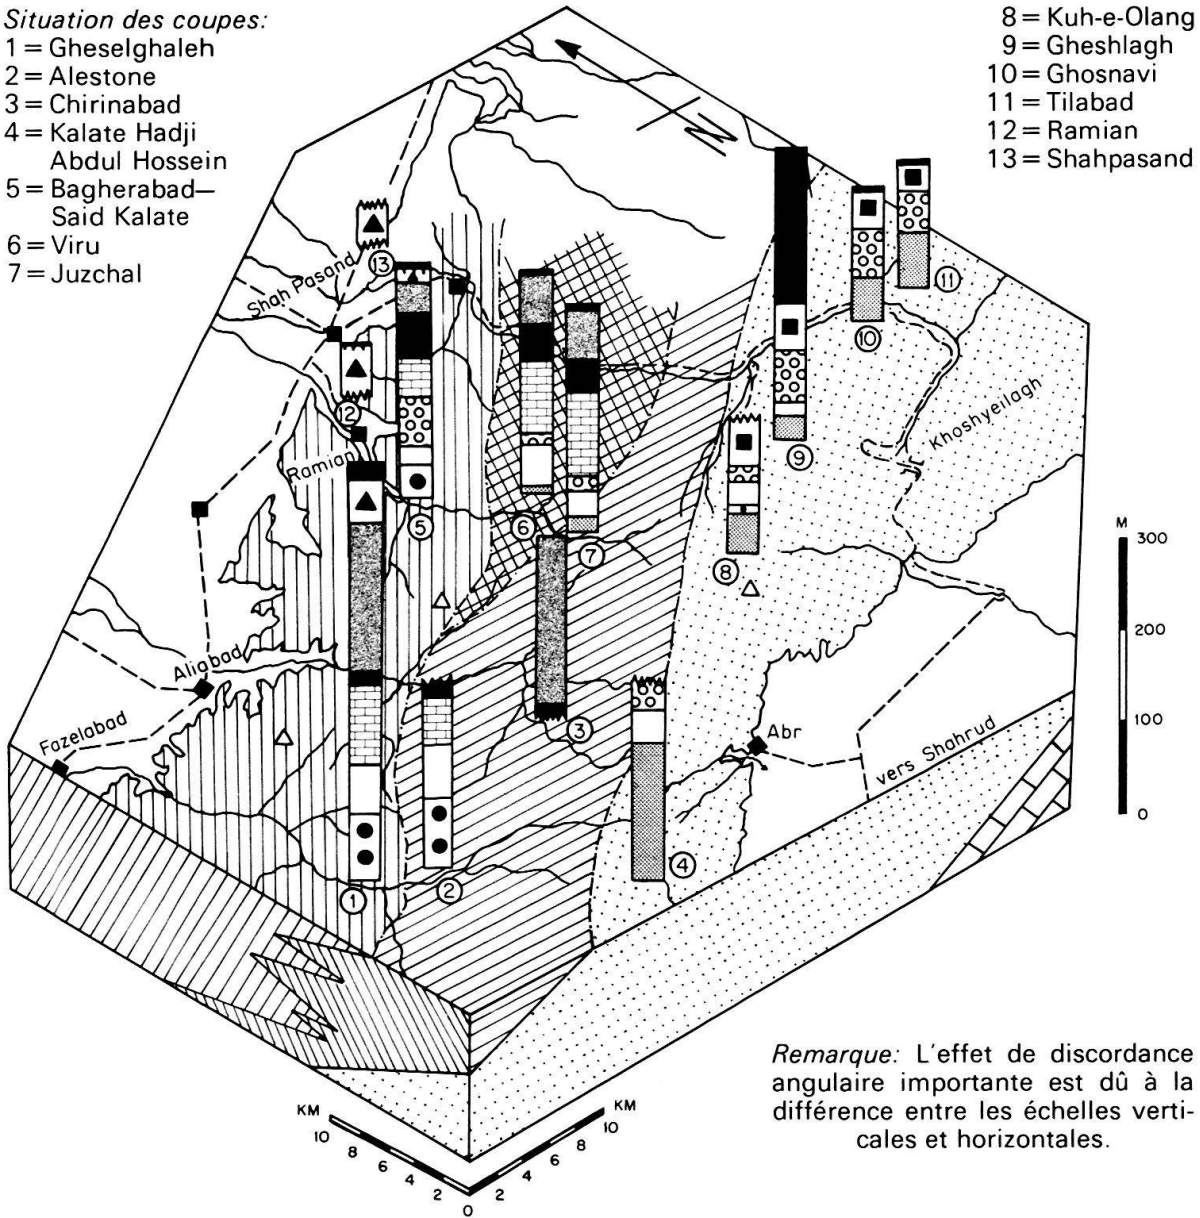 Situation des coupes:
1 = Gheselghaleh
2 = Alestone
3 = Chirinabad
4 = Kalate Hadji
Abdul Hossein
5 = Bagherabad—
Said Kalate
6 = Viru
7 = Juzchal
8 = Kuh-e-Olang
9 = Gheshlagh
10 = Ghosnavi
11 = Tilabad
12 = Ramian
13 = Shahpasand
N
13
Shah Pasand
11
10
12
Khoshyeilagh
Ramian
9
5
6
7
8
M
300
200
100
0
Aliabad
Fazelabad
3
Abr
vers Shahrud
4
2
1
Remarque: L'effet de discordance
angulaire importante est dû à la
différence entre les échelles verti-
cales et horizontales.
KM
10
8
6
4
2
0
2
4
6
8
10
KM